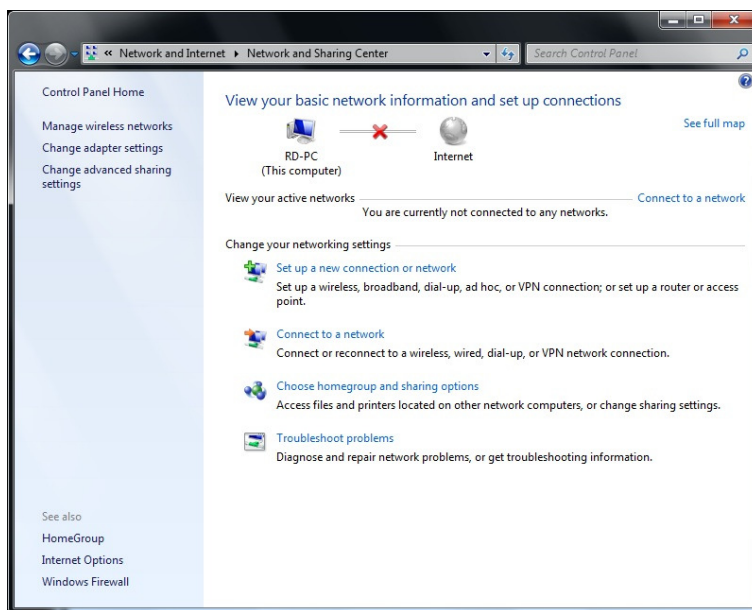 « Network and Internet ▸ Network and Sharing Center
Search Control Panel
Control Panel Home
Manage wireless networks
Change adapter settings
Change advanced sharing
settings
See also
HomeGroup
Internet Options
Windows Firewall
View your basic network information and set up connections
See full map
RD-PC
(This computer)
Internet
View your active networks
Connect to a network
You are currently not connected to any networks.
Change your networking settings
Set up a new connection or network
Set up a wireless, broadband, dial-up, ad hoc, or VPN connection; or set up a router or access
point.
Connect to a network
Connect or reconnect to a wireless, wired, dial-up, or VPN network connection.
Choose homegroup and sharing options
Access files and printers located on other network computers, or change sharing settings.
Troubleshoot problems
Diagnose and repair network problems, or get troubleshooting information.